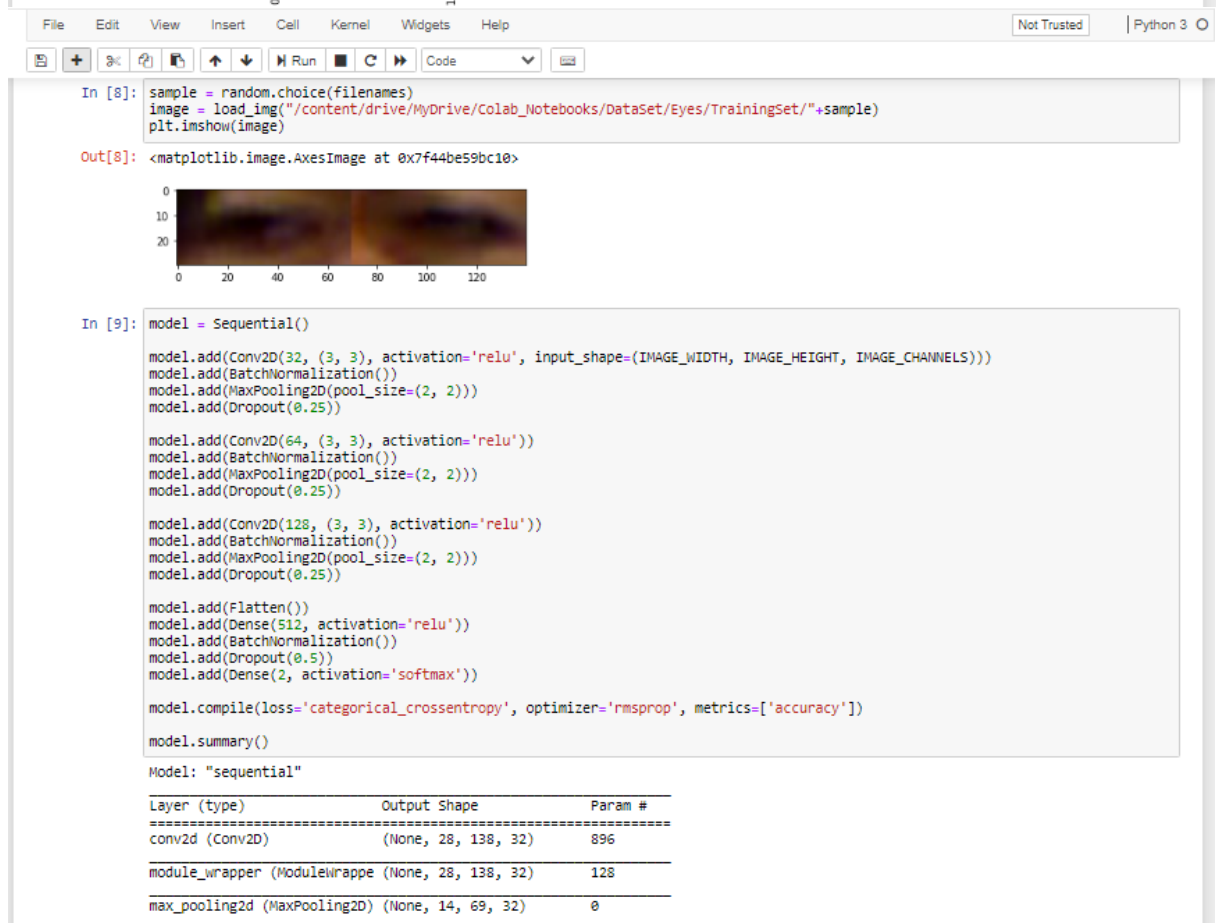 File Edit View Insert Cell Kernel Widgets Help Not Trusted Python 3
Run Code
In [8]: sample = random.choice(filenames)
image = load_img("/content/drive/MyDrive/Colab_Notebooks/DataSet/Eyes/TrainingSet/"+sample)
plt.imshow(image)
Out[8]: <matplotlib.image.AxesImage at 0x7f44be59bc10>
0
10
20
0 20 40 60 80 100 120
In [9]: model = Sequential()
model.add(Conv2D(32, (3, 3), activation='relu', input_shape=(IMAGE_WIDTH, IMAGE_HEIGHT, IMAGE_CHANNELS)))
model.add(BatchNormalization())
model.add(MaxPooling2D(pool_size=(2, 2)))
model.add(Dropout(0.25))
model.add(Conv2D(64, (3, 3), activation='relu'))
model.add(BatchNormalization())
model.add(MaxPooling2D(pool_size=(2, 2)))
model.add(Dropout(0.25))
model.add(Conv2D(128, (3, 3), activation='relu'))
model.add(BatchNormalization())
model.add(MaxPooling2D(pool_size=(2, 2)))
model.add(Dropout(0.25))
model.add(Flatten())
model.add(Dense(512, activation='relu'))
model.add(BatchNormalization())
model.add(Dropout(0.5))
model.add(Dense(2, activation='softmax'))
model.compile(loss='categorical_crossentropy', optimizer='rmsprop', metrics=['accuracy'])
model.summary()
Model: "sequential"
Layer (type) Output Shape Param #
conv2d (Conv2D) (None, 28, 138, 32) 896
module_wrapper (ModuleWrappe (None, 28, 138, 32) 128
max_pooling2d (MaxPooling2D) (None, 14, 69, 32) 0